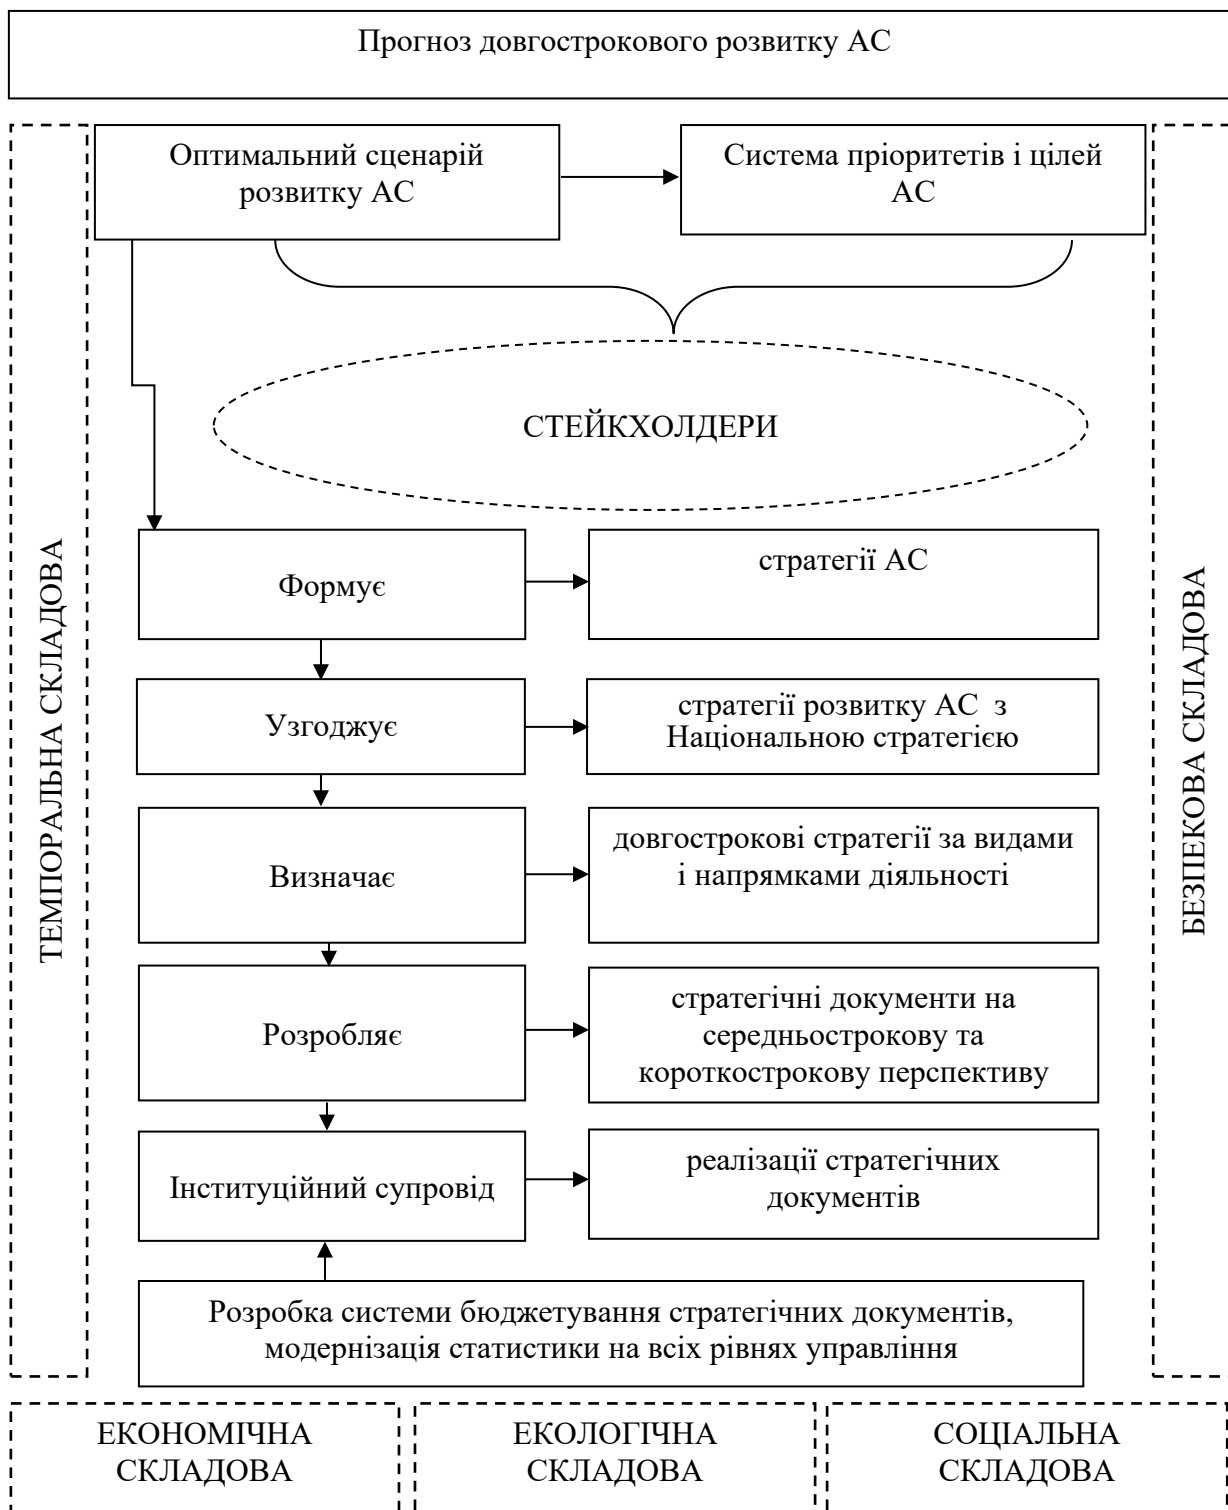 Прогноз довгострокового розвитку АС
Оптимальний сценарій
розвитку АС
Система пріоритетів і цілей
АС
СТЕЙКХОЛДЕРИ
ТЕМПОРАЛЬНА СКЛАДОВА
БЕЗПЕКОВА СКЛАДОВА
Формує
стратегії АС
Узгоджує
стратегії розвитку АС з
Національною стратегією
Визначає
довгострокові стратегії за видами
і напрямками діяльності
Розробляє
стратегічні документи на
середньострокову та
короткострокову перспективу
Інституційний супровід
реалізації стратегічних
документів
Розробка системи бюджетування стратегічних документів,
модернізація статистики на всіх рівнях управління
ЕКОНОМІЧНА
СКЛАДОВА
ЕКОЛОГІЧНА
СКЛАДОВА
СОЦІАЛЬНА
СКЛАДОВА